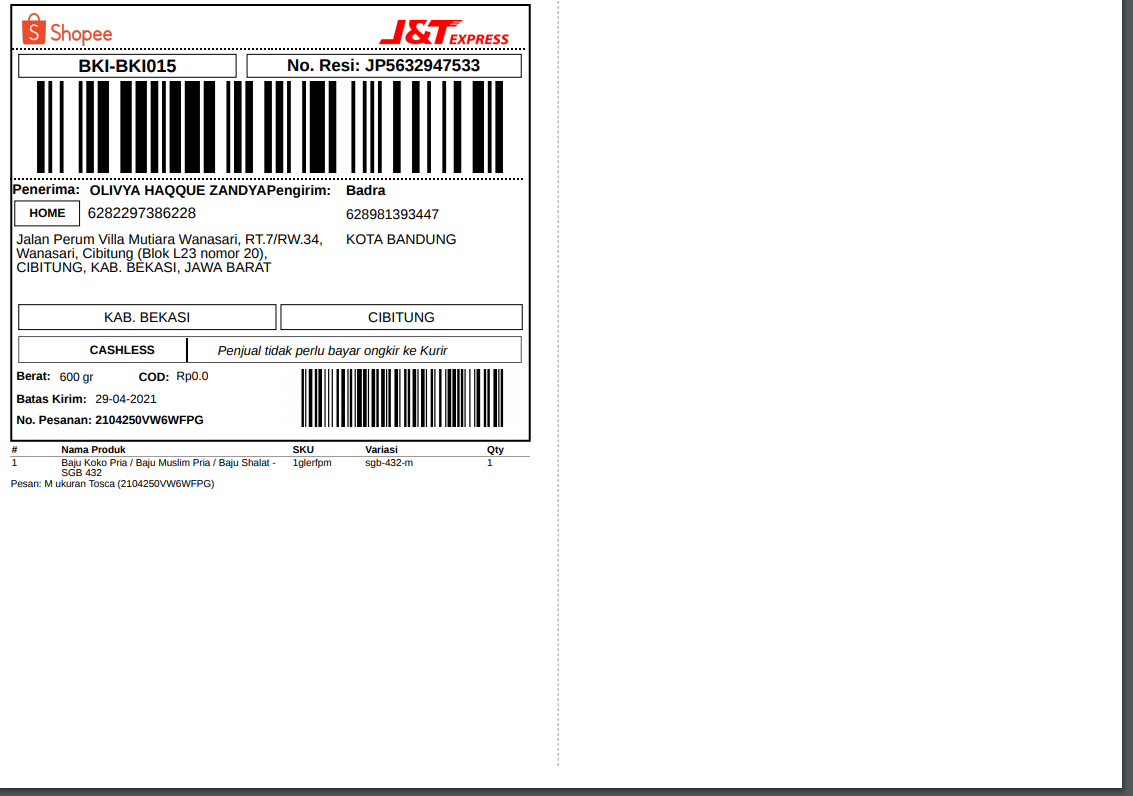 Shopee
J&T EXPRESS
BKI-BKI015
No. Resi: JP5632947533
Penerima: OLIVYA HAQQUE ZANDYA
Pengirim: Badra
HOME 6282297386228
628981393447
Jalan Perum Villa Mutiara Wanasari, RT.7/RW.34,
Wanasari, Cibitung (Blok L23 nomor 20),
CIBITUNG, KAB. BEKASI, JAWA BARAT
KOTA BANDUNG
KAB. BEKASI
CIBITUNG
CASHLESS
Penjual tidak perlu bayar ongkir ke Kurir
Berat: 600 gr COD: Rp0.0
Batas Kirim: 29-04-2021
No. Pesanan: 2104250VW6WFPG
# Nama Produk SKU Variasi Qty
1 Baju Koko Pria / Baju Muslim Pria / Baju Shalat - 1glerfpm sgb-432-m 1
SGB 432
Pesan: M ukuran Tosca (2104250VW6WFPG)